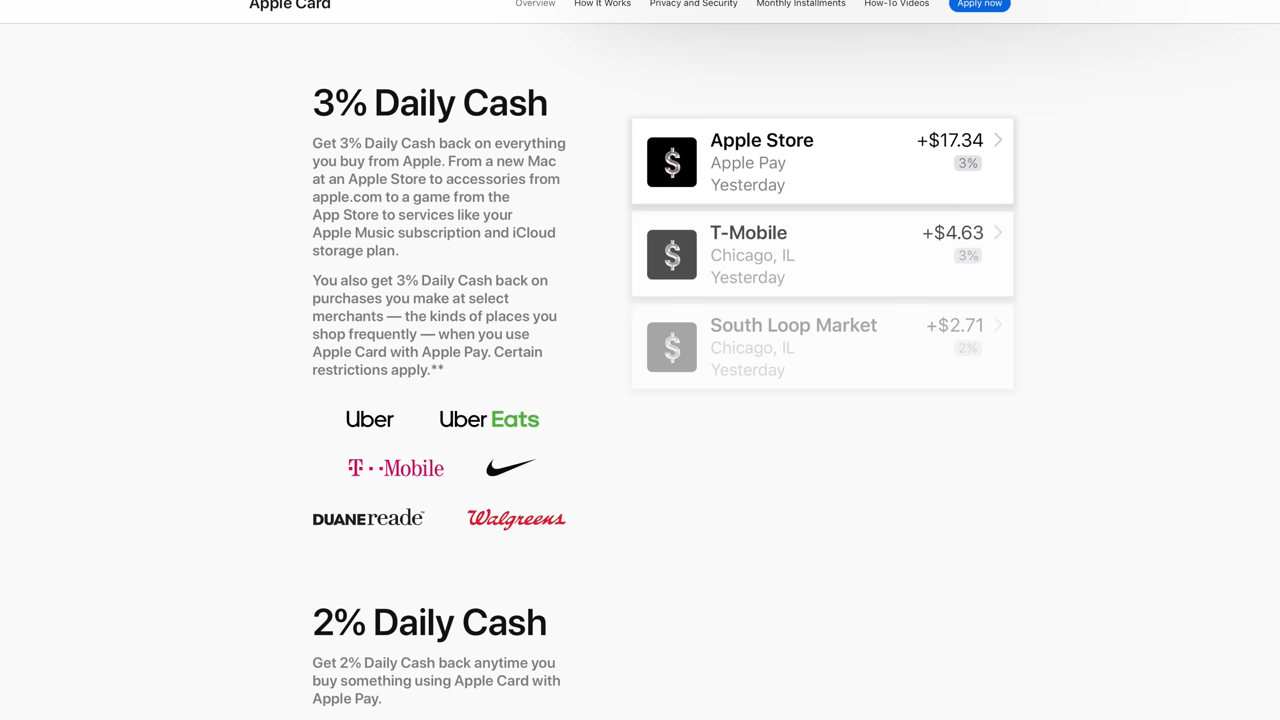 Apple Card
Overview How It Works Privacy and Security Monthly Installments How-To Videos Apply now
3% Daily Cash
Get 3% Daily Cash back on everything
you buy from Apple. From a new Mac
at an Apple Store to accessories from
apple.com to a game from the
App Store to services like your
Apple Music subscription and iCloud
storage plan.
You also get 3% Daily Cash back on
purchases you make at select
merchants — the kinds of places you
shop frequently — when you use
Apple Card with Apple Pay. Certain
restrictions apply.**
Uber Uber Eats
T··Mobile
DUANE reade™ Walgreens
$ Apple Store +$17.34
Apple Pay 3%
Yesterday
$ T-Mobile +$4.63
Chicago, IL 3%
Yesterday
$ South Loop Market +$2.71
Chicago, IL 2%
Yesterday
2% Daily Cash
Get 2% Daily Cash back anytime you
buy something using Apple Card with
Apple Pay.